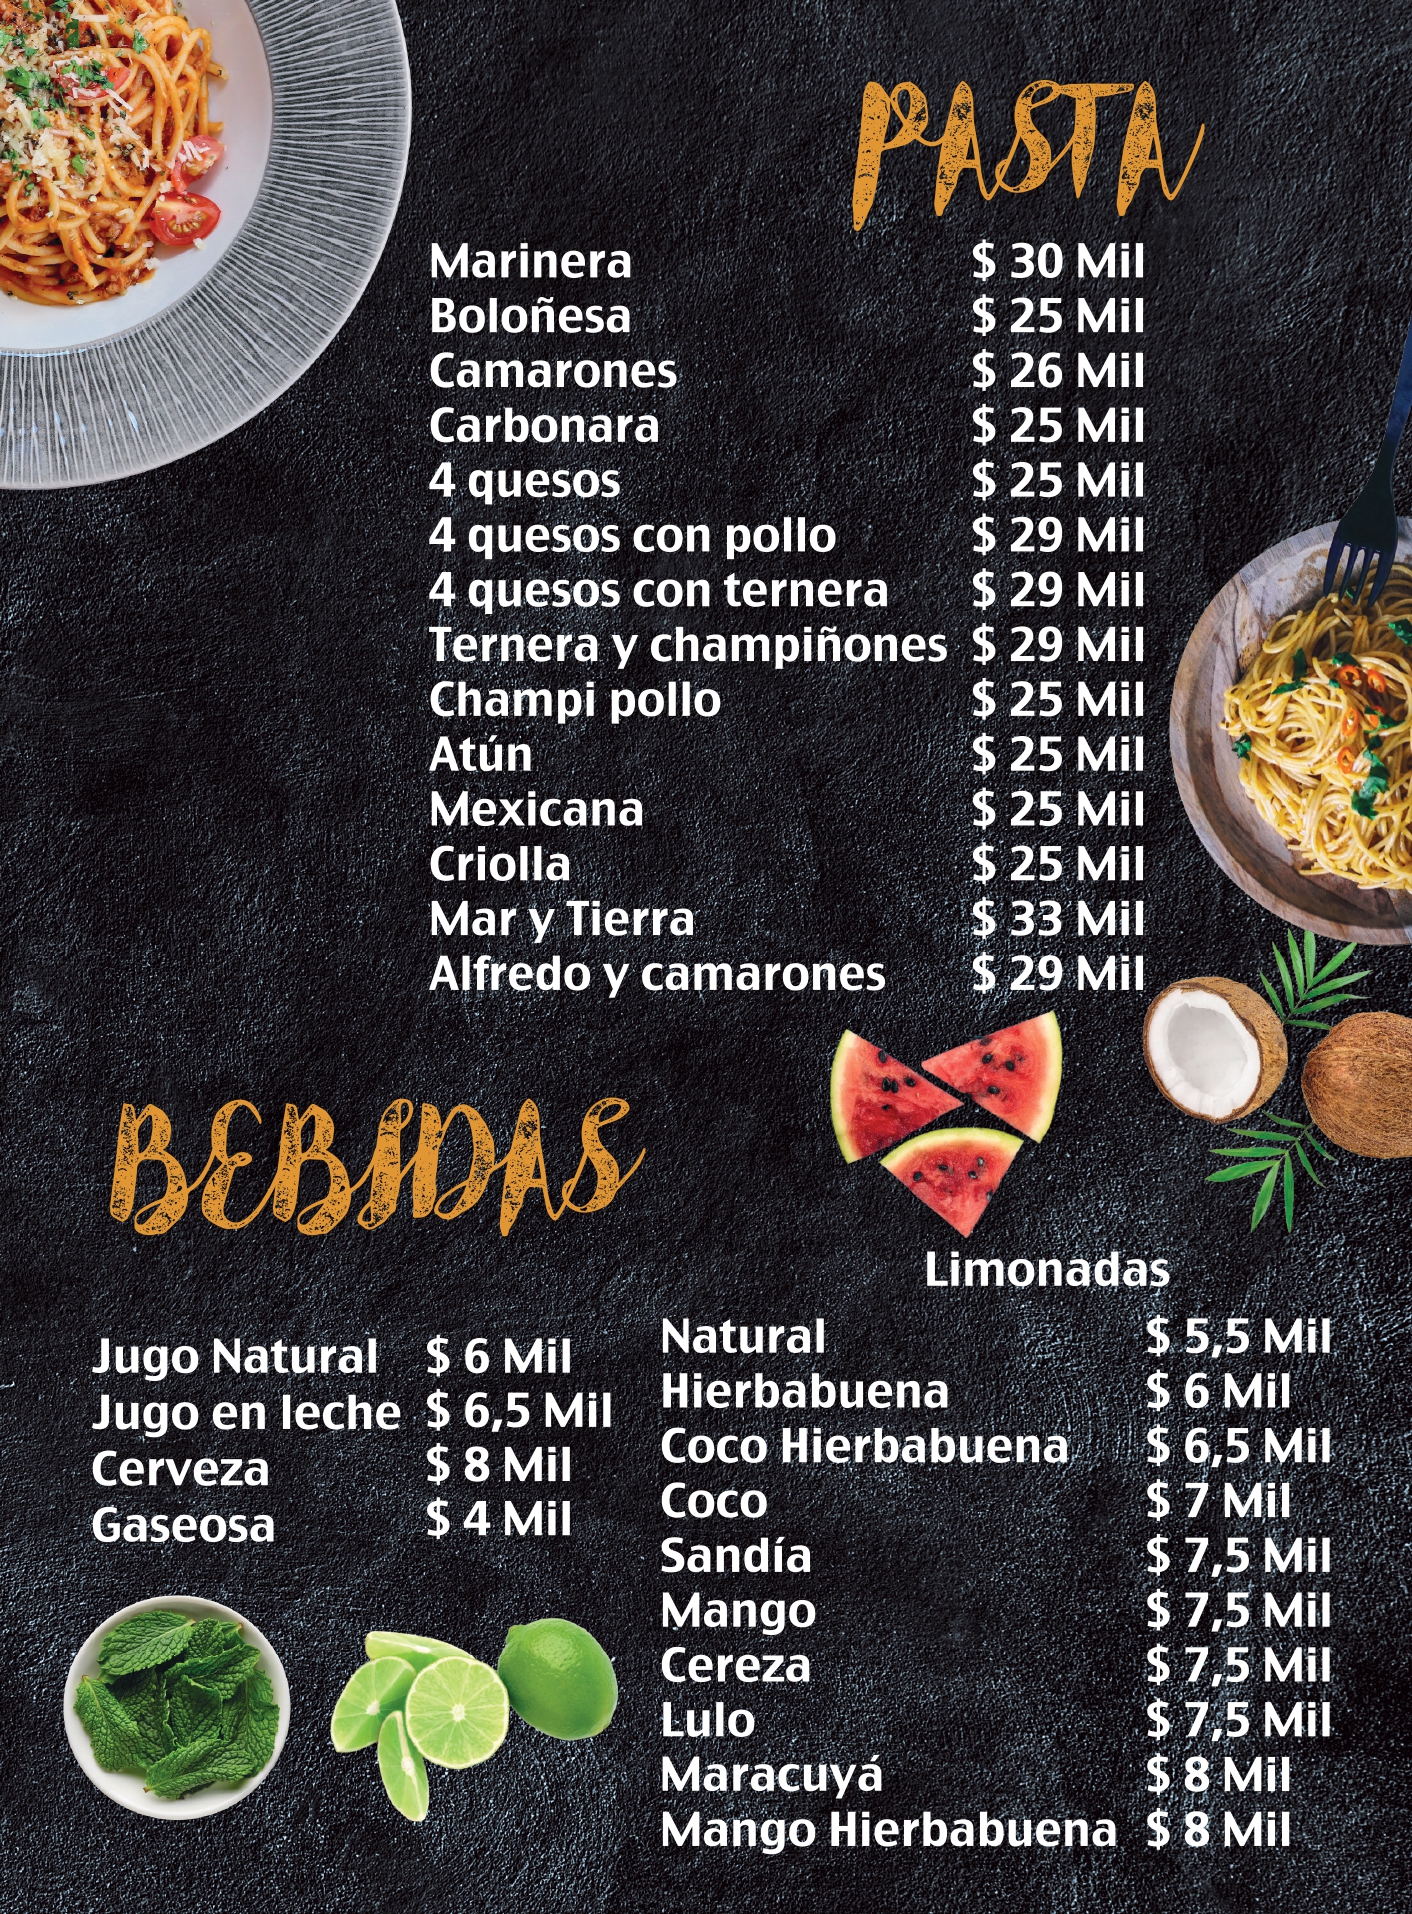 PASTA
Marinera $ 30 Mil
Boloñesa $ 25 Mil
Camarones $ 26 Mil
Carbonara $ 25 Mil
4 quesos $ 25 Mil
4 quesos con pollo $ 29 Mil
4 quesos con ternera $ 29 Mil
Ternera y champiñones $ 29 Mil
Champi pollo $ 25 Mil
Atún $ 25 Mil
Mexicana $ 25 Mil
Criolla $ 25 Mil
Mar y Tierra $ 33 Mil
Alfredo y camarones $ 29 Mil
BEBIDAS
Jugo Natural $ 6 Mil
Jugo en leche $ 6,5 Mil
Cerveza $ 8 Mil
Gaseosa $ 4 Mil
Limonadas
Natural $ 5,5 Mil
Hierbabuena $ 6 Mil
Coco Hierbabuena $ 6,5 Mil
Coco $ 7 Mil
Sandía $ 7,5 Mil
Mango $ 7,5 Mil
Cereza $ 7,5 Mil
Lulo $ 7,5 Mil
Maracuyá $ 8 Mil
Mango Hierbabuena $ 8 Mil